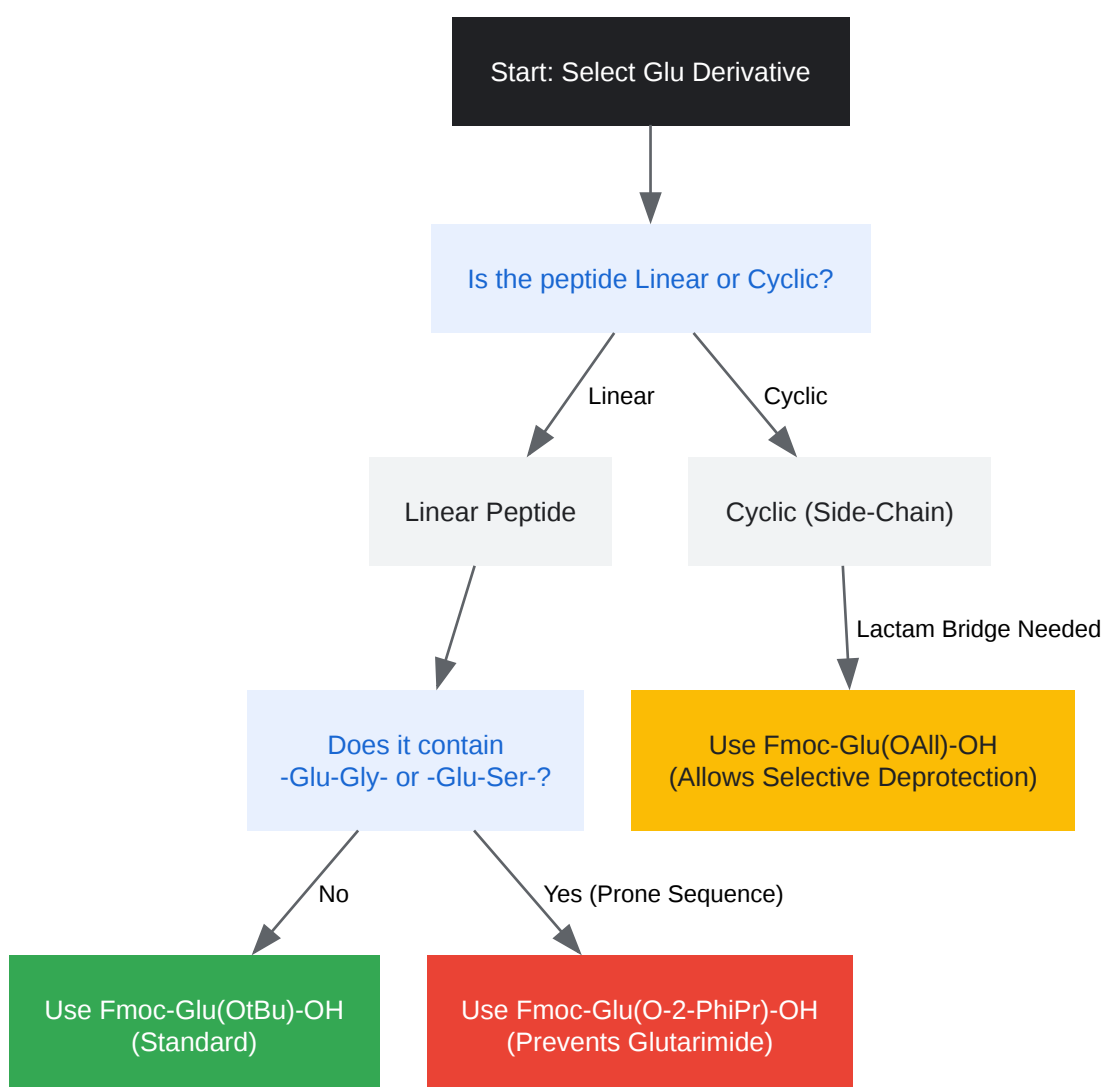 Start: Select Glu Derivative
Is the peptide Linear or Cyclic?
Linear
Cyclic
Linear Peptide
Cyclic (Side-Chain)
Lactam Bridge Needed
Does it contain
-Glu-Gly- or -Glu-Ser-?
Use Fmoc-Glu(OAll)-OH
(Allows Selective Deprotection)
No
Yes (Prone Sequence)
Use Fmoc-Glu(OtBu)-OH
(Standard)
Use Fmoc-Glu(O-2-PhiPr)-OH
(Prevents Glutarimide)